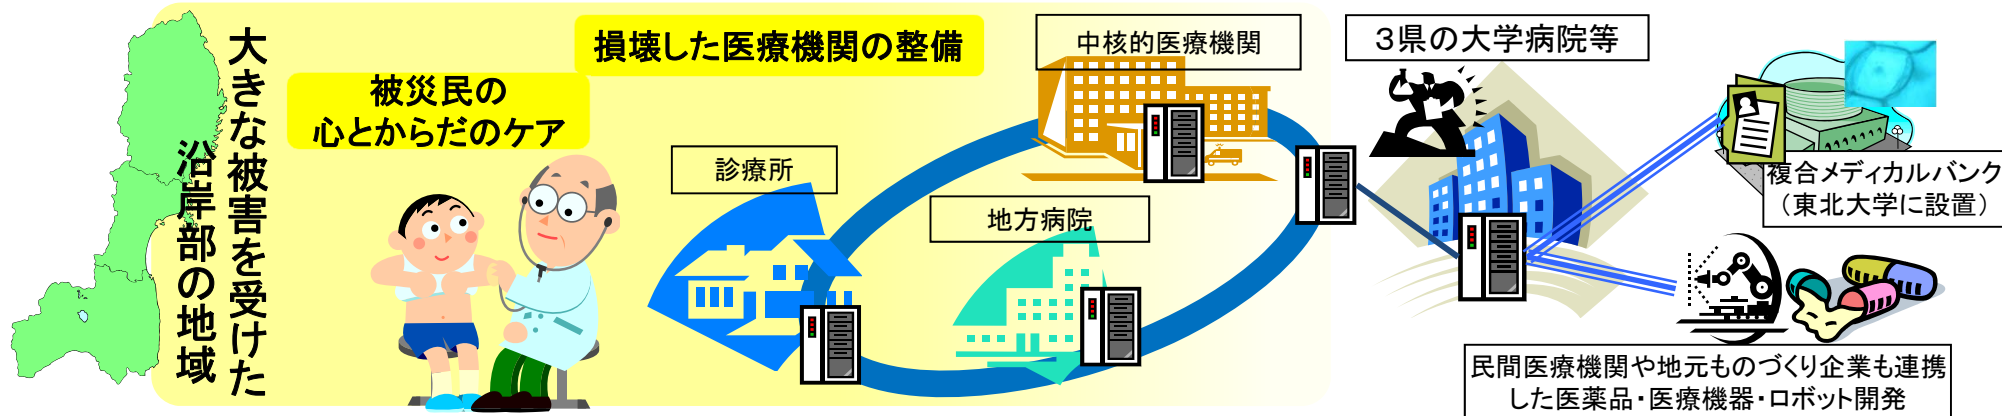 大きな被害を受けた
沿岸部の地域
被災民の
心とからだのケア
損壊した医療機関の整備
診療所
地方病院
中核的医療機関
３県の大学病院等
複合メディカルバンク
（東北大学に設置）
民間医療機関や地元ものづくり企業も連携
した医薬品・医療機器・ロボット開発